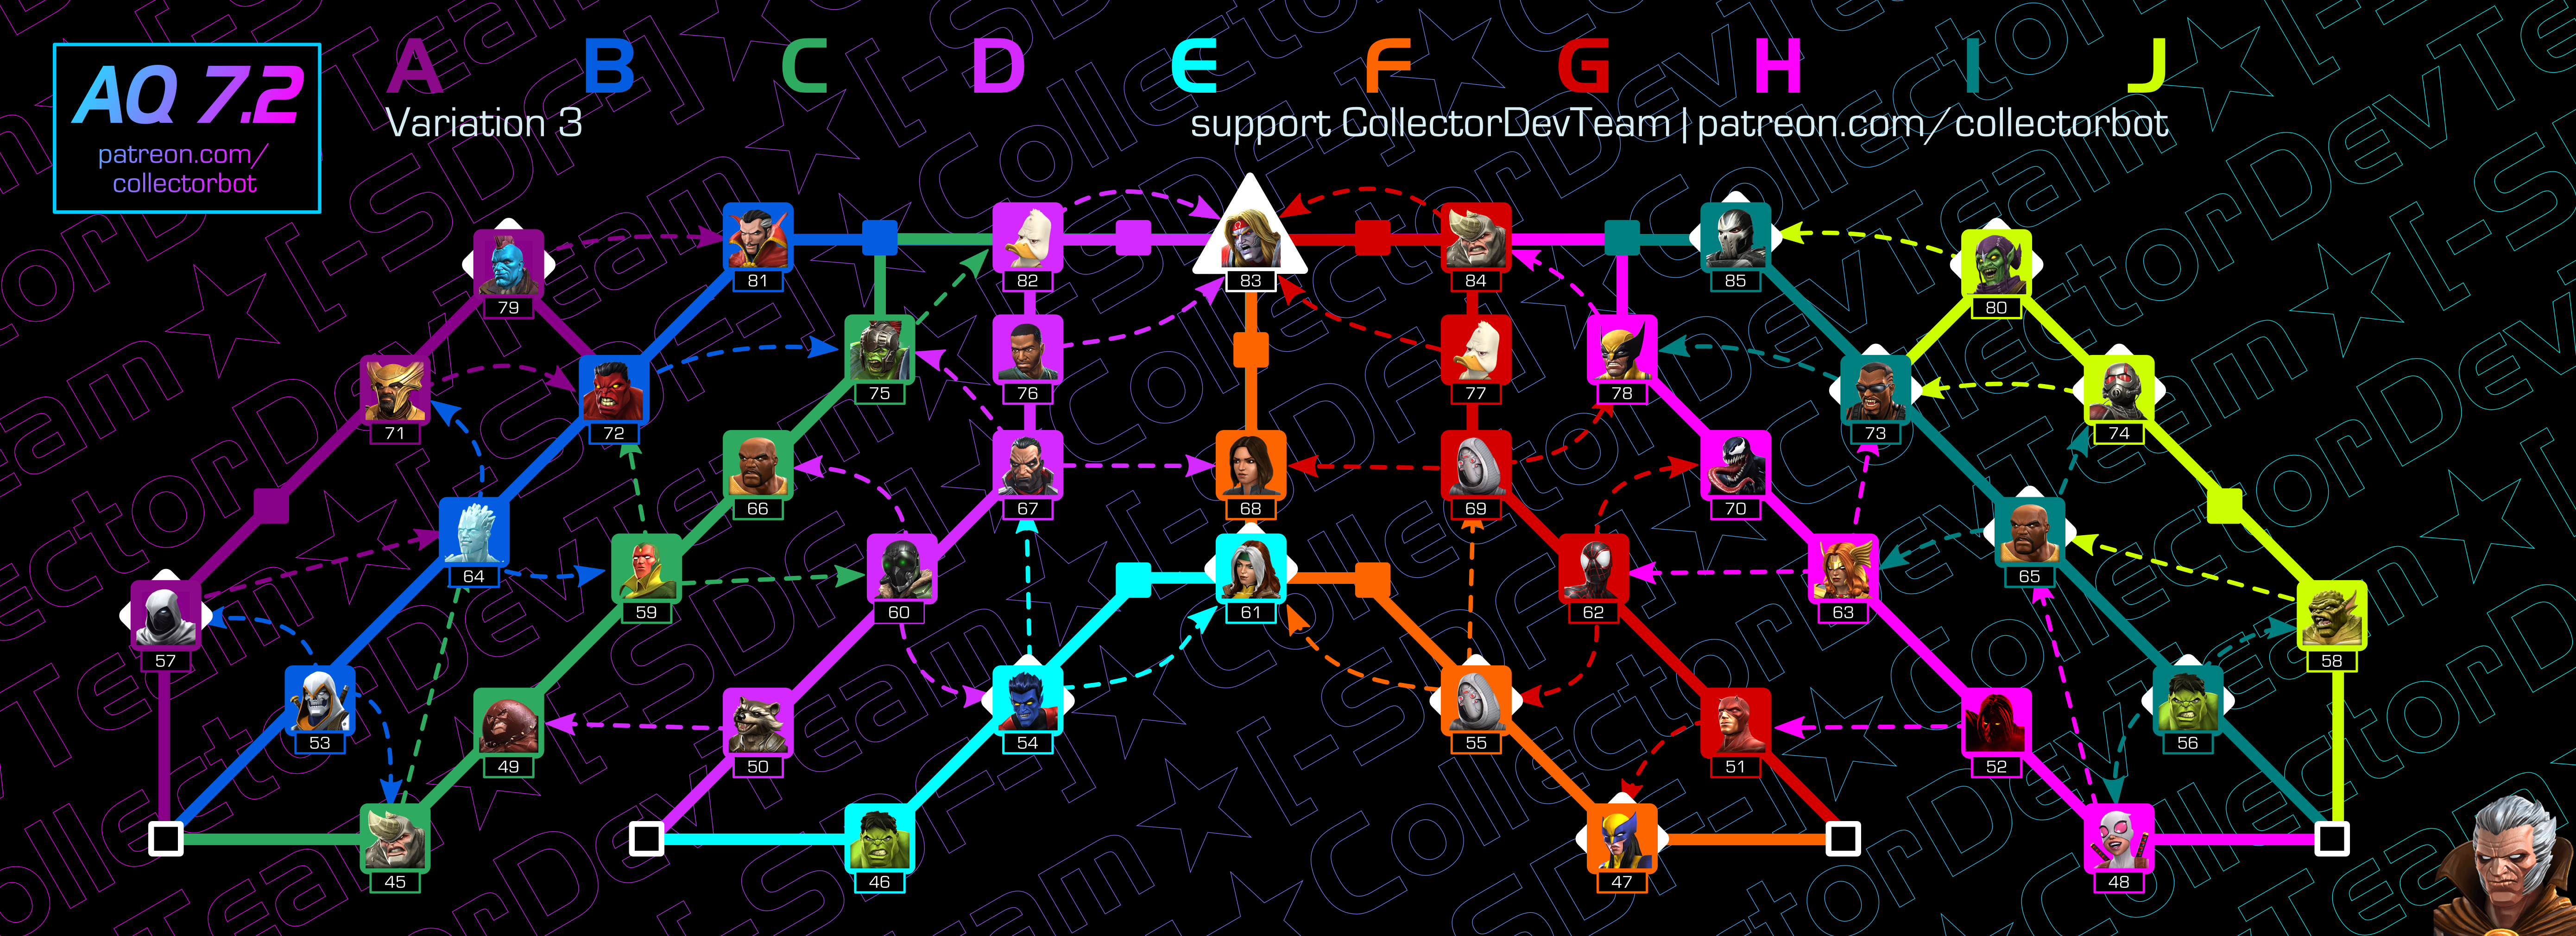 AQ 7.2
patreon.com/
collectorbot
A B C D E F G H I J
Variation 3
support CollectorDevTeam|patreon.com/collectorbot
81 82 83 84 85
79 80
75 76 77 78
71 72 73 74
66 67 68 69 70
64 65
59 60 61 62 63
57 58
53 54 55 56
49 50 51 52
45 46 47 48
CollectorDevTeam
[-SDF-]